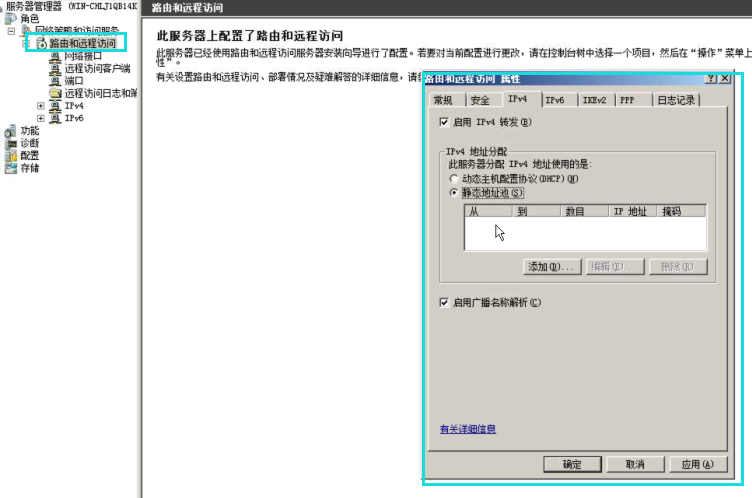 服务器管理器 (WIN-CHLJ1QB14K
角色
网络策略和访问服务
路由和远程访问
网络接口
远程访问客户端
端口
远程访问日志和策
IPv4
IPv6
功能
诊断
配置
存储
路由和远程访问
此服务器上配置了路由和远程访问
此服务器已经使用路由和远程访问服务器安装向导进行了配置。若要对当前配置进行更改，请在控制台树中选择一个项目，然后在“操作”菜单上
性”。
有关设置路由和远程访问、部署情况及疑难解答的详细信息，请
路由和远程访问 属性
常规 安全 IPv4 IPv6 IKEv2 PPP 日志记录
启用 IPv4 转发(B)
IPv4 地址分配
此服务器分配 IPv4 地址使用的是:
动态主机配置协议(DHCP)(N)
静态地址池(S)
从 到 数目 IP 地址 掩码
添加(D)... 编辑(E)... 删除(R)
启用广播名称解析(C)
有关详细信息
确定 取消 应用(A)